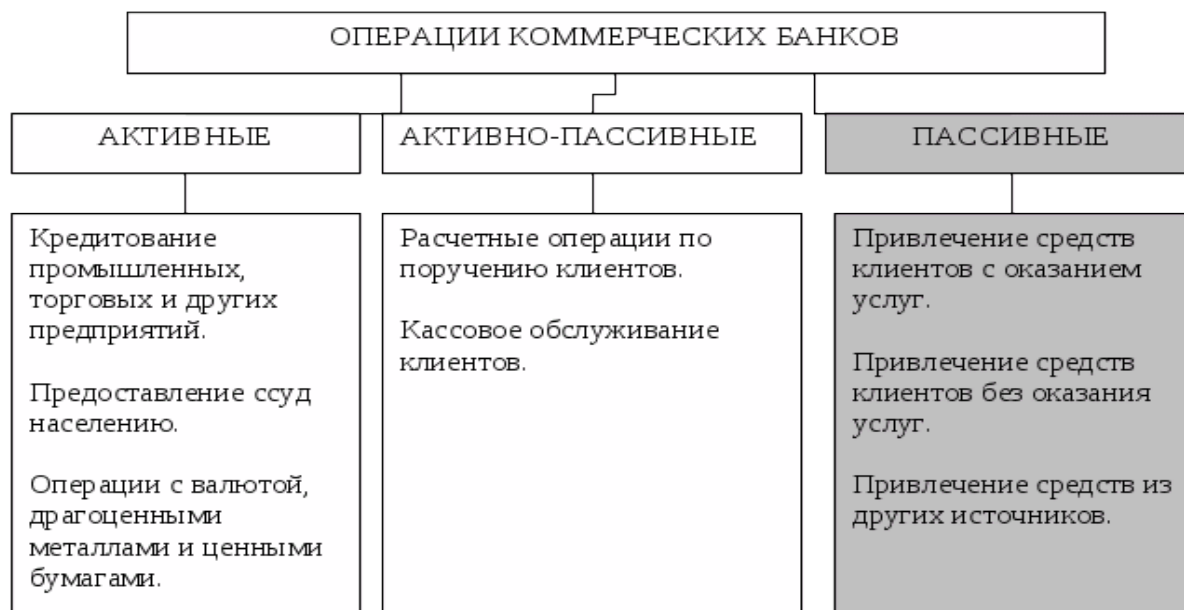 ОПЕРАЦИИ КОММЕРЧЕСКИХ БАНКОВ
АКТИВНЫЕ
АКТИВНО-ПАССИВНЫЕ
ПАССИВНЫЕ
Кредитование
промышленных,
торговых и других
предприятий.
Предоставление ссуд
населению.
Операции с валютой,
драгоценными
металлами и ценными
бумагами.
Расчетные операции по
поручению клиентов.
Кассовое обслуживание
клиентов.
Привлечение средств
клиентов с оказанием
услуг.
Привлечение средств
клиентов без оказания
услуг.
Привлечение средств из
других источников.